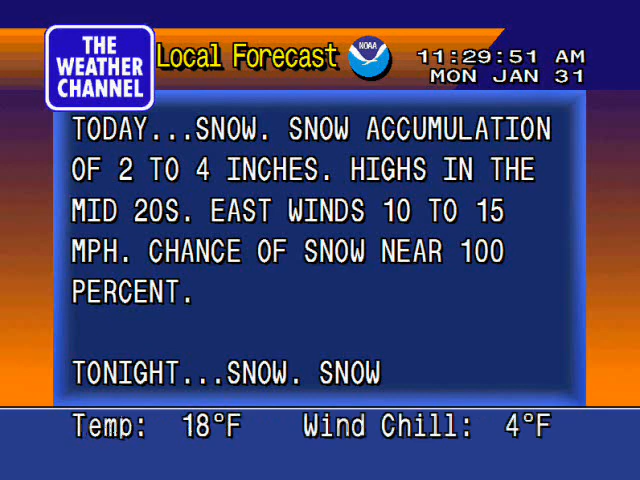 THE
WEATHER
CHANNEL
Local Forecast
NOAA
11:29:51 AM
MON JAN 31
TODAY...SNOW. SNOW ACCUMULATION
OF 2 TO 4 INCHES. HIGHS IN THE
MID 20S. EAST WINDS 10 TO 15
MPH. CHANCE OF SNOW NEAR 100
PERCENT.
TONIGHT...SNOW. SNOW
Temp: 18°F Wind Chill: 4°F